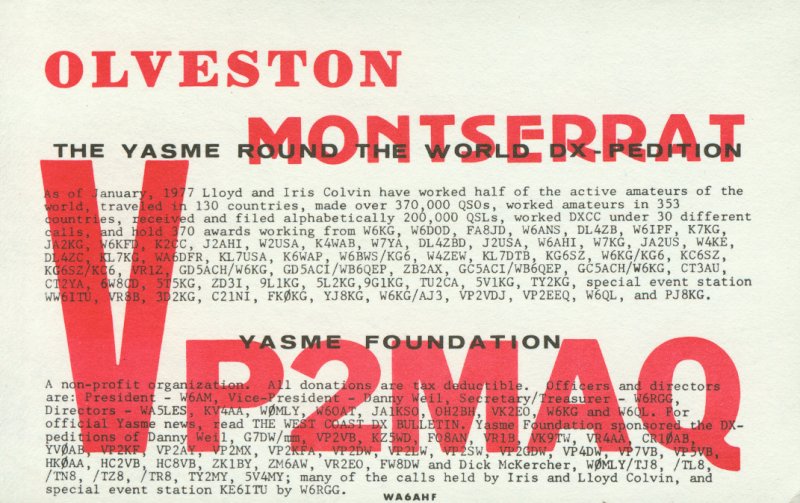 OLVESTON
MONTSERRAT
THE YASME ROUND THE WORLD DX-PEDITION
As of January, 1977 Lloyd and Iris Colvin have worked half of the active amateurs of the
world, traveled in 130 countries, made over 370,000 QSOs, worked amateurs in 353
countries, received and filed alphabetically 200,000 QSLs, worked DXCC under 30 different
calls, and hold 370 awards working from W6KG, W6DOD, FA8JD, W6ANS, DL4ZB, W6IPF, K7KG,
JA2KG, W6KFD, K2CC, J2AHI, W2USA, K4WAB, W7YA, DL4ZBD, J2USA, W6AHI, W7KG, JA2US, W4KE,
DL4ZC, KL7KG, WA6DFR, KL7USA, K6WAP, W6BWS/KG6, W4ZEW, KL7DTB, KG6SZ, W6KG/KG6, KC6SZ,
KG6SZ/KC6, VR1Z, GD5ACH/W6KG, GD5ACI/WB6QEP, ZB2AX, GC5ACI/WB6QEP, GC5ACH/W6KG, CT3AU,
CT2YA, 6W8CD, 5T5KG, ZD3I, 9L1KG, 5L2KG,9G1KG, TU2CA, 5V1KG, TY2KG, special event station
WW6ITU, VR8B, 3D2KG, C21NI, FKØKG, YJ8KG, W6KG/AJ3, VP2VDJ, VP2EEQ, W6QL, and PJ8KG.
YASME FOUNDATION
VP2MAQ
A non-profit organization. All donations are tax deducible. Officers and directors
are: President - W6AM, Vice-President - Danny Weil, Secretary/Treasurer - W6RGG,
Directors - WA5LES, KV4AA, WØMLY, W6OAT, JA1KSO, OH2BH, VK2EO, W6KG and W6QL. For
official Yasme news, read THE WEST COAST DX BULLETIN. Yasme Foundation sponsored the DX-
peditions of Danny Weil, G7DW/mm, VP2VB, KZ5WD, FO8AN, VR1B, VK9TW, VR4AA, CR1ØAB,
YVØAB, VP2KF, VP2AY, VP2MX, VP2KFA, VP2DW, VP2LW, VP2SW, VP2GDW, VP4DW, VP7VB, VP5VB,
HKØAA, HC2VB, HC8VB, ZK1BY, ZM6AW, VR2EO, FW8DW and Dick McKercher, WØMLY/TJ8, /TL8,
/TN8, /TZ8, /TR8, TY2MY, 5V4MY; many of the calls held by Iris and Lloyd Colvin, and
special event station KE6ITU by W6RGG.
WA6AHF